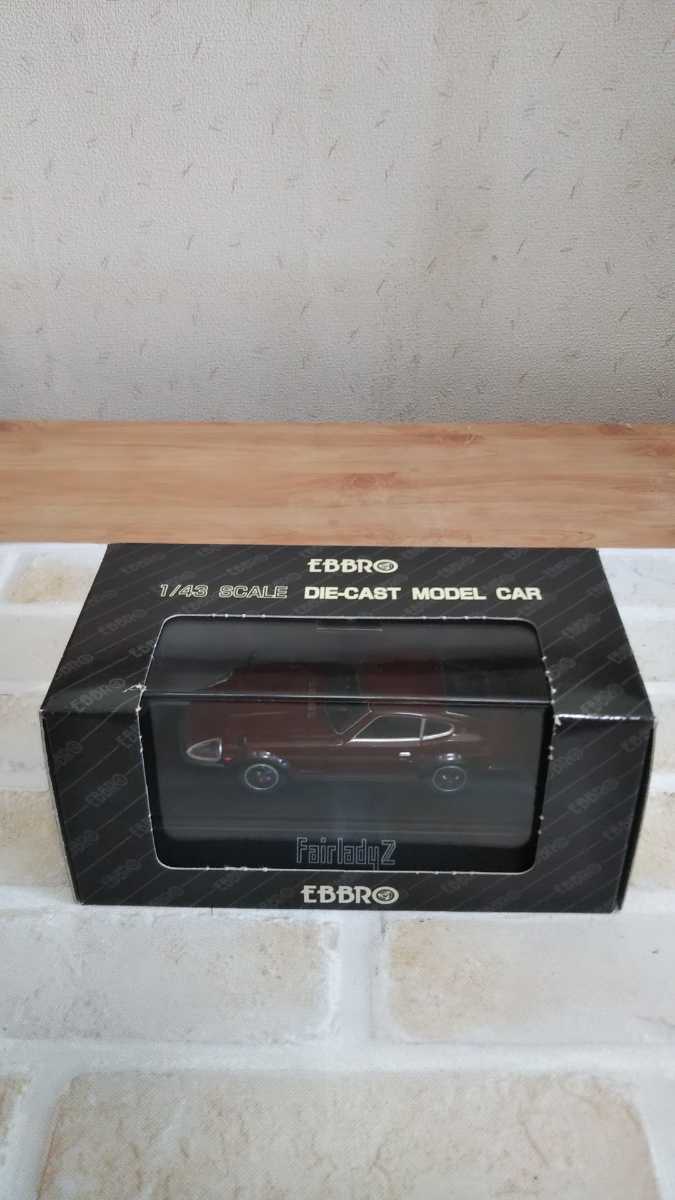 EBBRO
1/43 SCALE DIE-CAST MODEL CAR
FairladyZ
EBBRO